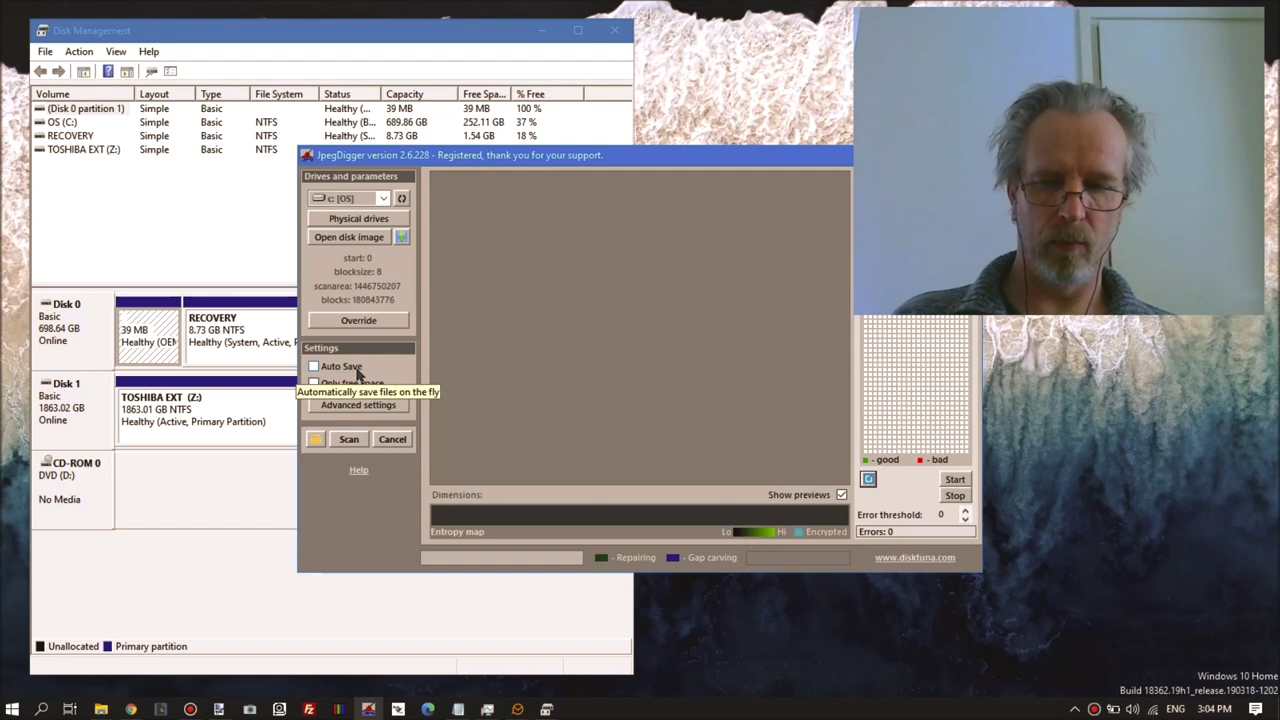 Disk Management
File Action View Help
Volume Layout Type File System Status Capacity Free Spa... % Free
(Disk 0 partition 1) Simple Basic Healthy (... 39 MB 39 MB 100 %
OS (C:) Simple Basic NTFS Healthy (B... 689.86 GB 252.11 GB 37 %
RECOVERY Simple Basic NTFS Healthy (S... 8.73 GB 1.54 GB 18 %
TOSHIBA EXT (Z:) Simple Basic NTFS
JpegDigger version 2.6.228 - Registered, thank you for your support.
Drives and parameters
c: [OS]
Physical drives
Open disk image
start: 0
blocksize: 8
scanarea: 1446750207
blocks: 180843776
Override
Settings
Auto Save
Only free space
Automatically save files on the fly
Advanced settings
Scan Cancel
Help
Dimensions: Show previews
Entropy map Lo Hi Encrypted
- Repairing - Gap carving
- good - bad
Start
Stop
Error threshold: 0
Errors: 0
www.disktuna.com
Disk 0
Basic
698.64 GB
Online
39 MB
Healthy (OEM
RECOVERY
8.73 GB NTFS
Healthy (System, Active,
Disk 1
Basic
1863.02 GB
Online
TOSHIBA EXT (Z:)
1863.01 GB NTFS
Healthy (Active, Primary Partition)
CD-ROM 0
DVD (D:)
No Media
Unallocated Primary partition
Windows 10 Home
Build 18362.19h1_release.190318-1202
ENG 3:04 PM